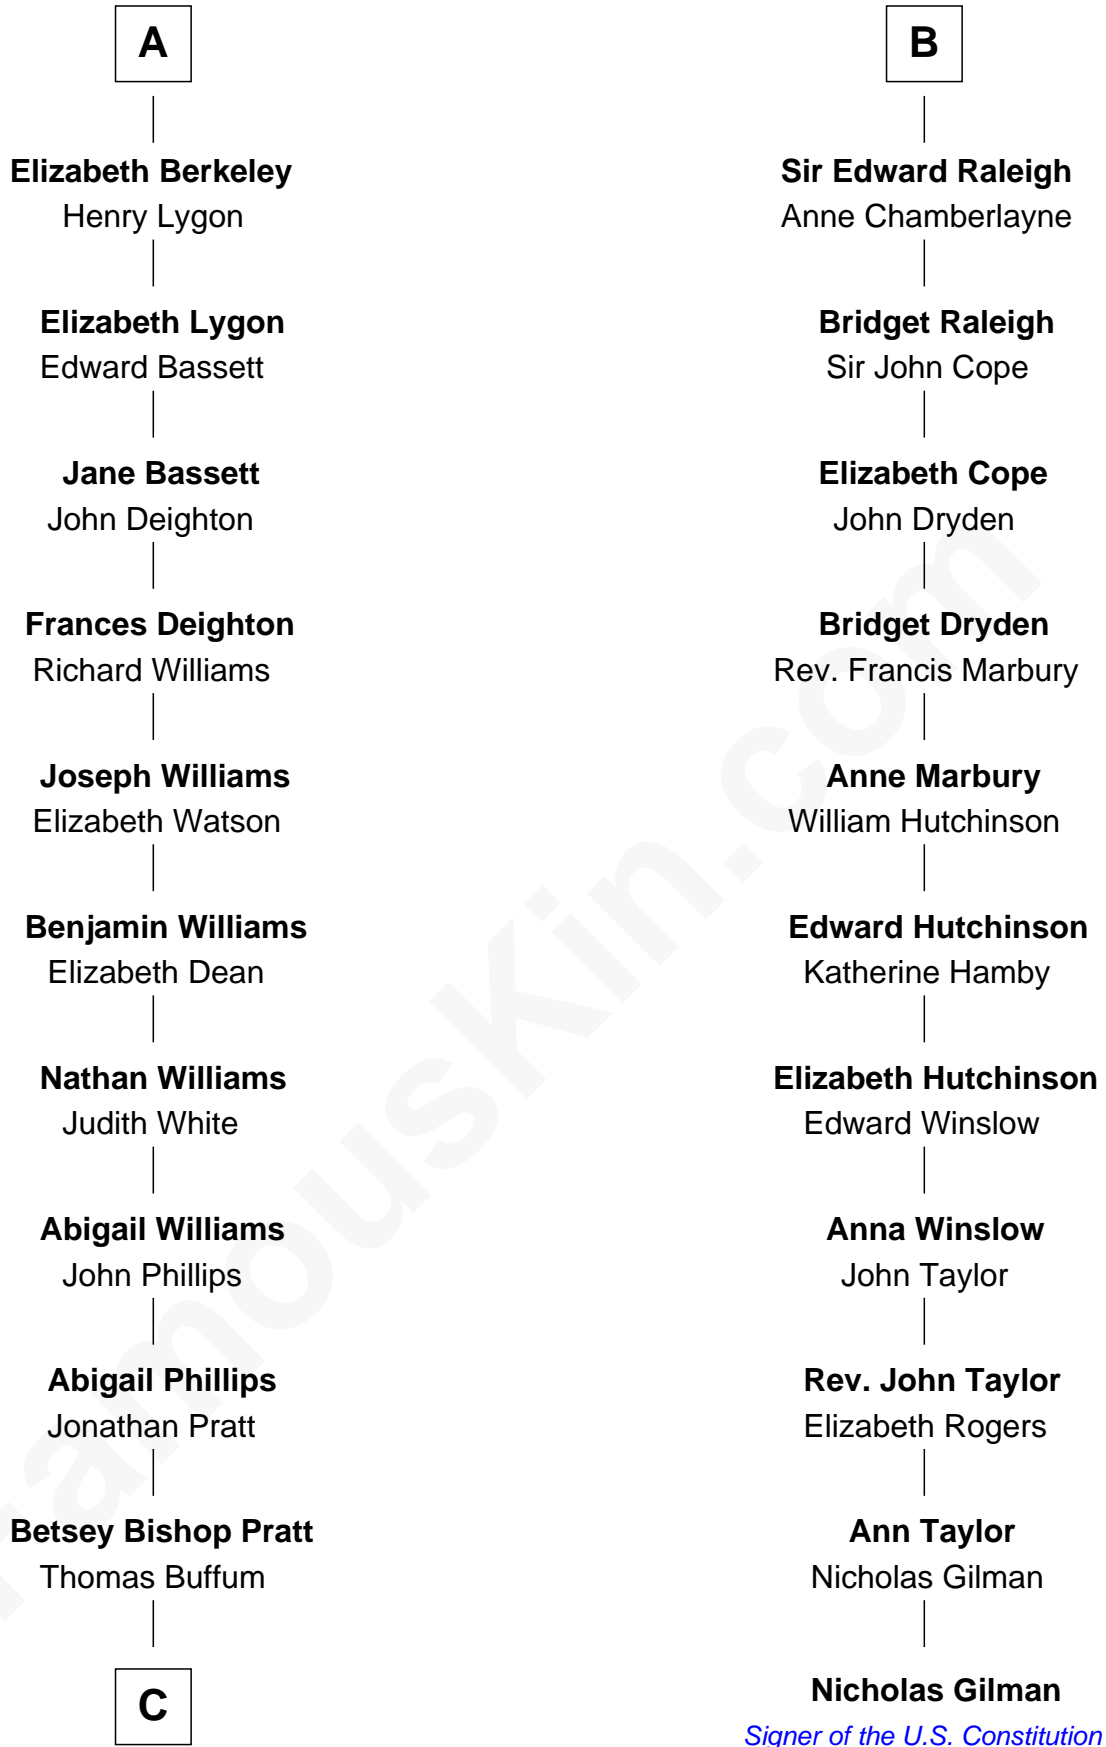 A
Elizabeth Berkeley
Henry Lygon
Elizabeth Lygon
Edward Bassett
Jane Bassett
John Deighton
Frances Deighton
Richard Williams
Joseph Williams
Elizabeth Watson
Benjamin Williams
Elizabeth Dean
Nathan Williams
Judith White
Abigail Williams
John Phillips
Abigail Phillips
Jonathan Pratt
Betsey Bishop Pratt
Thomas Buffum
C
B
Sir Edward Raleigh
Anne Chamberlayne
Bridget Raleigh
Sir John Cope
Elizabeth Cope
John Dryden
Bridget Dryden
Rev. Francis Marbury
Anne Marbury
William Hutchinson
Edward Hutchinson
Katherine Hamby
Elizabeth Hutchinson
Edward Winslow
Anna Winslow
John Taylor
Rev. John Taylor
Elizabeth Rogers
Ann Taylor
Nicholas Gilman
Nicholas Gilman
Signer of the U.S. Constitution
FamousKin.com